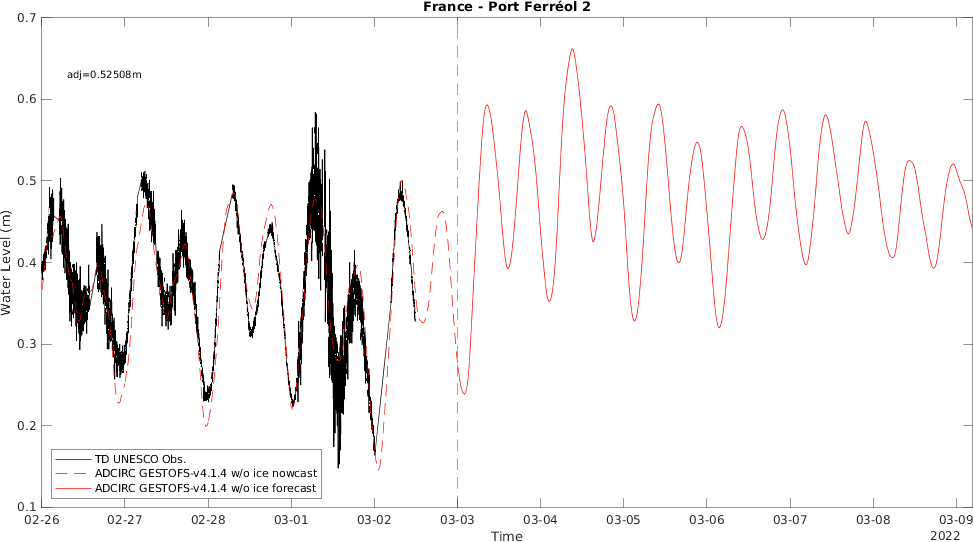 France - Port Ferréol 2
0.7
adj=0.52508m
0.6
0.5
0.4
0.3
0.2
0.1
Water Level (m)
TD UNESCO Obs.
ADCIRC GESTOFS-v4.1.4 w/o ice nowcast
ADCIRC GESTOFS-v4.1.4 w/o ice forecast
02-26 02-27 02-28 03-01 03-02 03-03 03-04 03-05 03-06 03-07 03-08 03-09
Time 2022